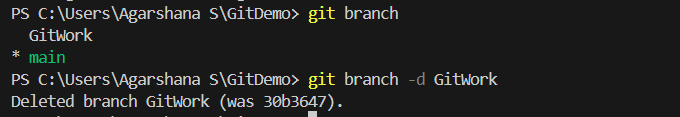 PS C:\Users\Agarshana S\GitDemo> git branch
  GitWork
* main
PS C:\Users\Agarshana S\GitDemo> git branch -d GitWork
Deleted branch GitWork (was 30b3647).